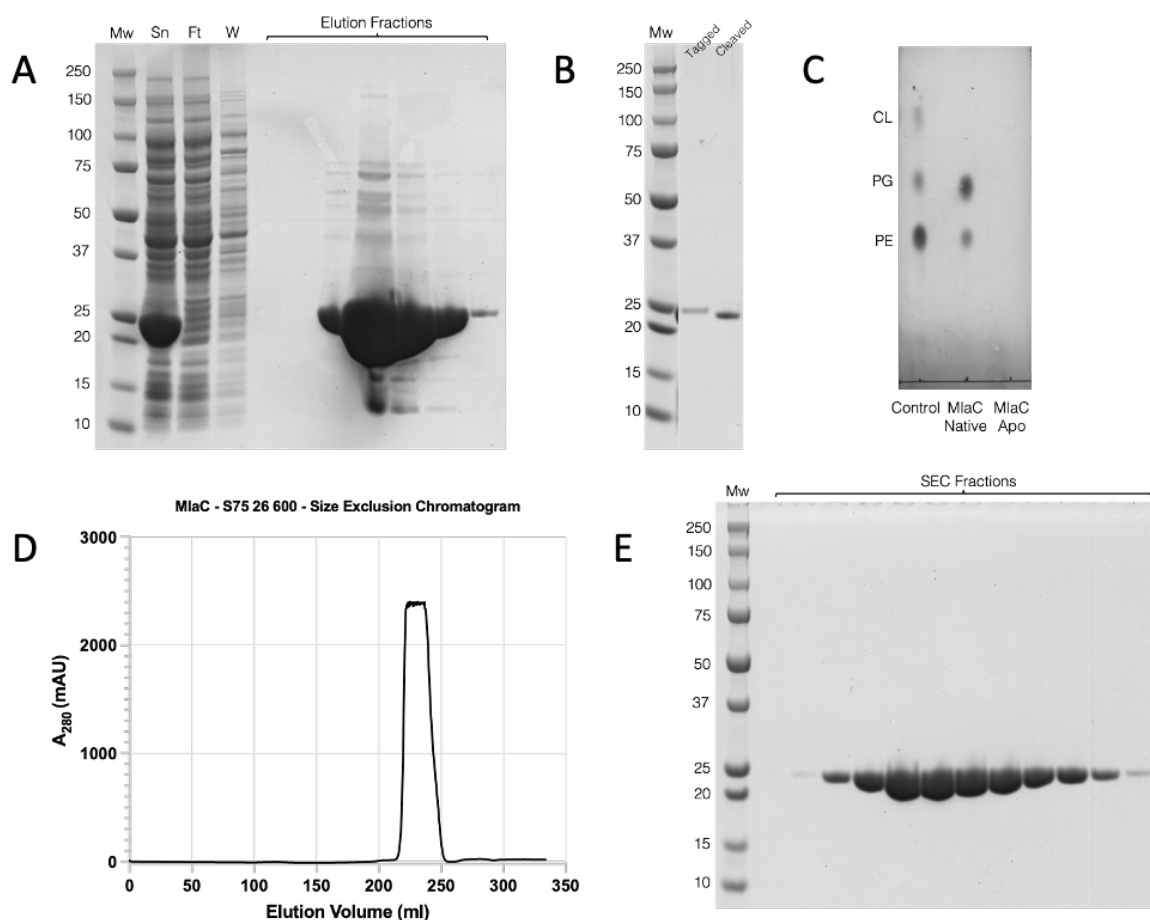 A
Mw Sn Ft W Elution Fractions
250
150
100
75
50
37
25
20
15
10
B
Mw Tagged Cleaved
250
150
100
75
50
37
25
20
15
10
C
CL
PG
PE
Control MlaC Native MlaC Apo
D
MlaC - S75 26 600 - Size Exclusion Chromatogram
A280 (mAU)
3000
2000
1000
0
0 50 100 150 200 250 300 350
Elution Volume (ml)
E
Mw SEC Fractions
250
150
100
75
50
37
25
20
15
10